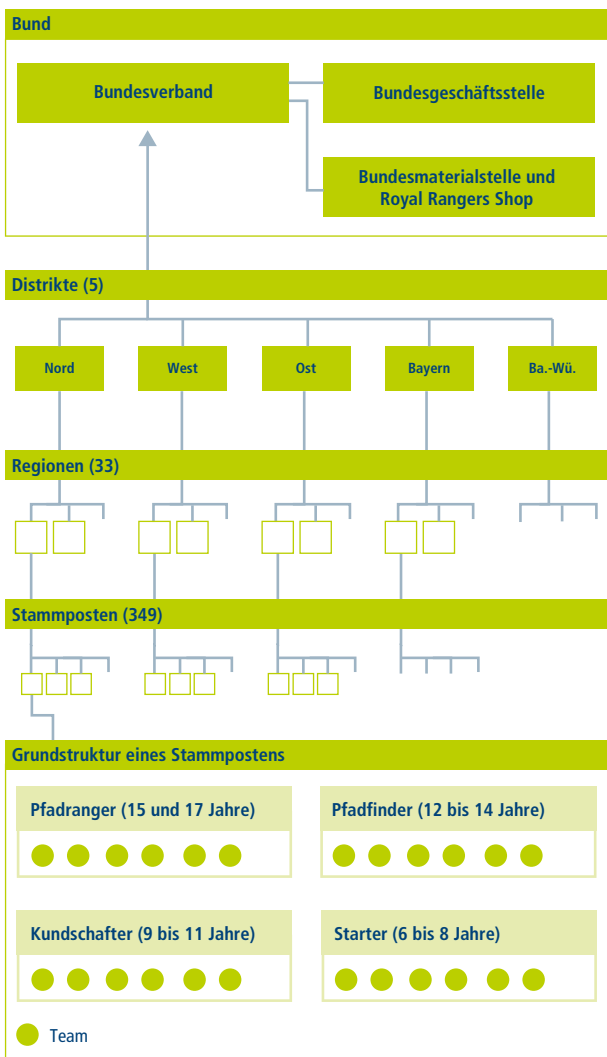 Bund
Bundesverband
Bundesgeschäftsstelle
Bundesmaterialstelle und
Royal Rangers Shop
Distrikte (5)
Nord
West
Ost
Bayern
Ba.-Wü.
Regionen (33)
Stammposten (349)
Grundstruktur eines Stammpostens
Pfadranger (15 und 17 Jahre)
Pfadfinder (12 bis 14 Jahre)
Kundschafter (9 bis 11 Jahre)
Starter (6 bis 8 Jahre)
Team